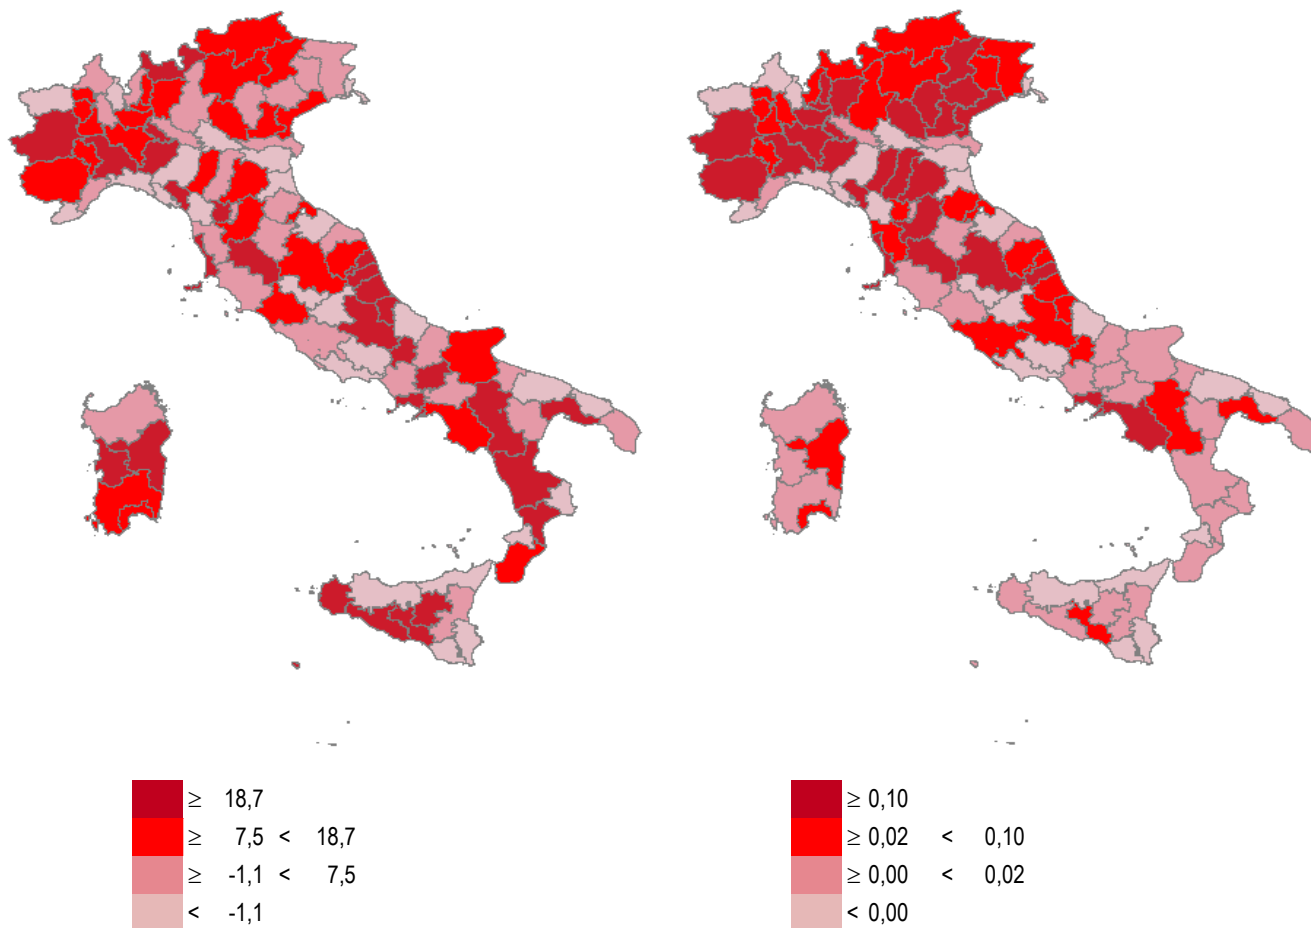 ≥ 18,7
≥ 7,5 < 18,7
≥ -1,1 < 7,5
< -1,1
≥ 0,10
≥ 0,02 < 0,10
≥ 0,00 < 0,02
< 0,00